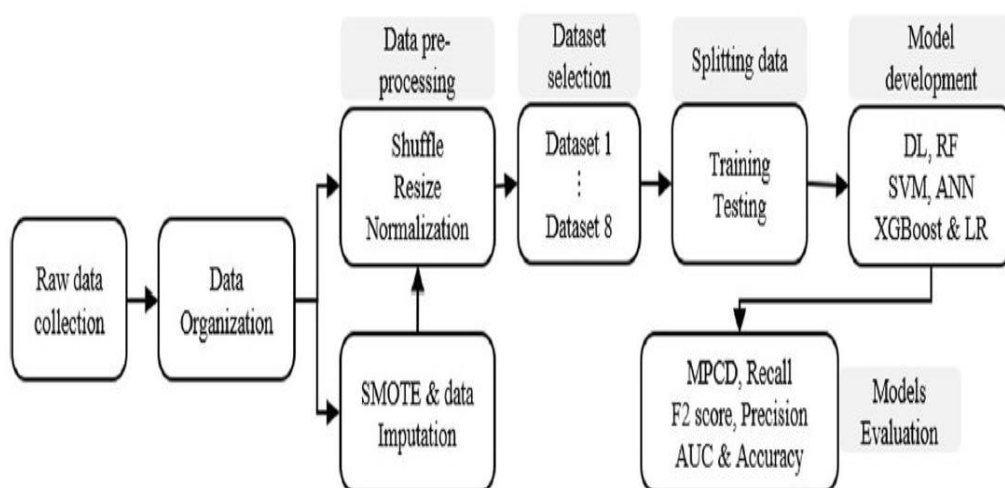 Data pre-
processing
Dataset
selection
Splitting data
Model
development
Shuffle
Resize
Normalization
Dataset 1
⋮
Dataset 8
Training
Testing
DL, RF
SVM, ANN
XGBoost & LR
Raw data
collection
Data
Organization
SMOTE & data
Imputation
MPCD, Recall
F2 score, Precision
AUC & Accuracy
Models
Evaluation